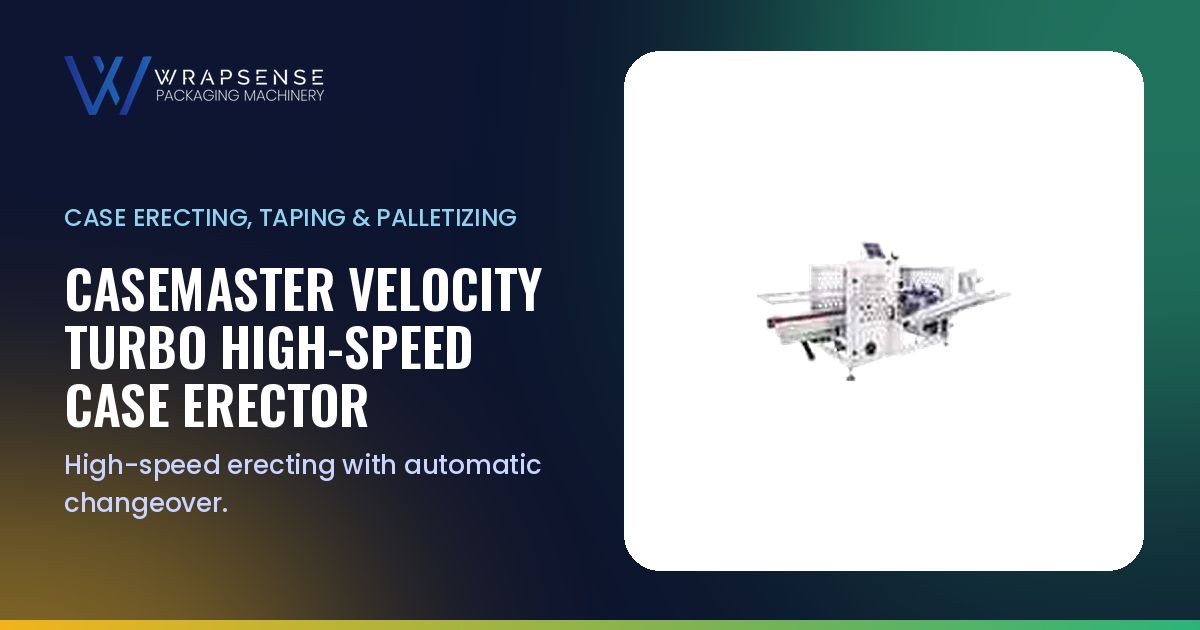 WRAPSENSE
PACKAGING MACHINERY
CASE ERECTING, TAPING & PALLETIZING
CASEMASTER VELOCITY
TURBO HIGH-SPEED
CASE ERECTOR
High-speed erecting with automatic
changeover.